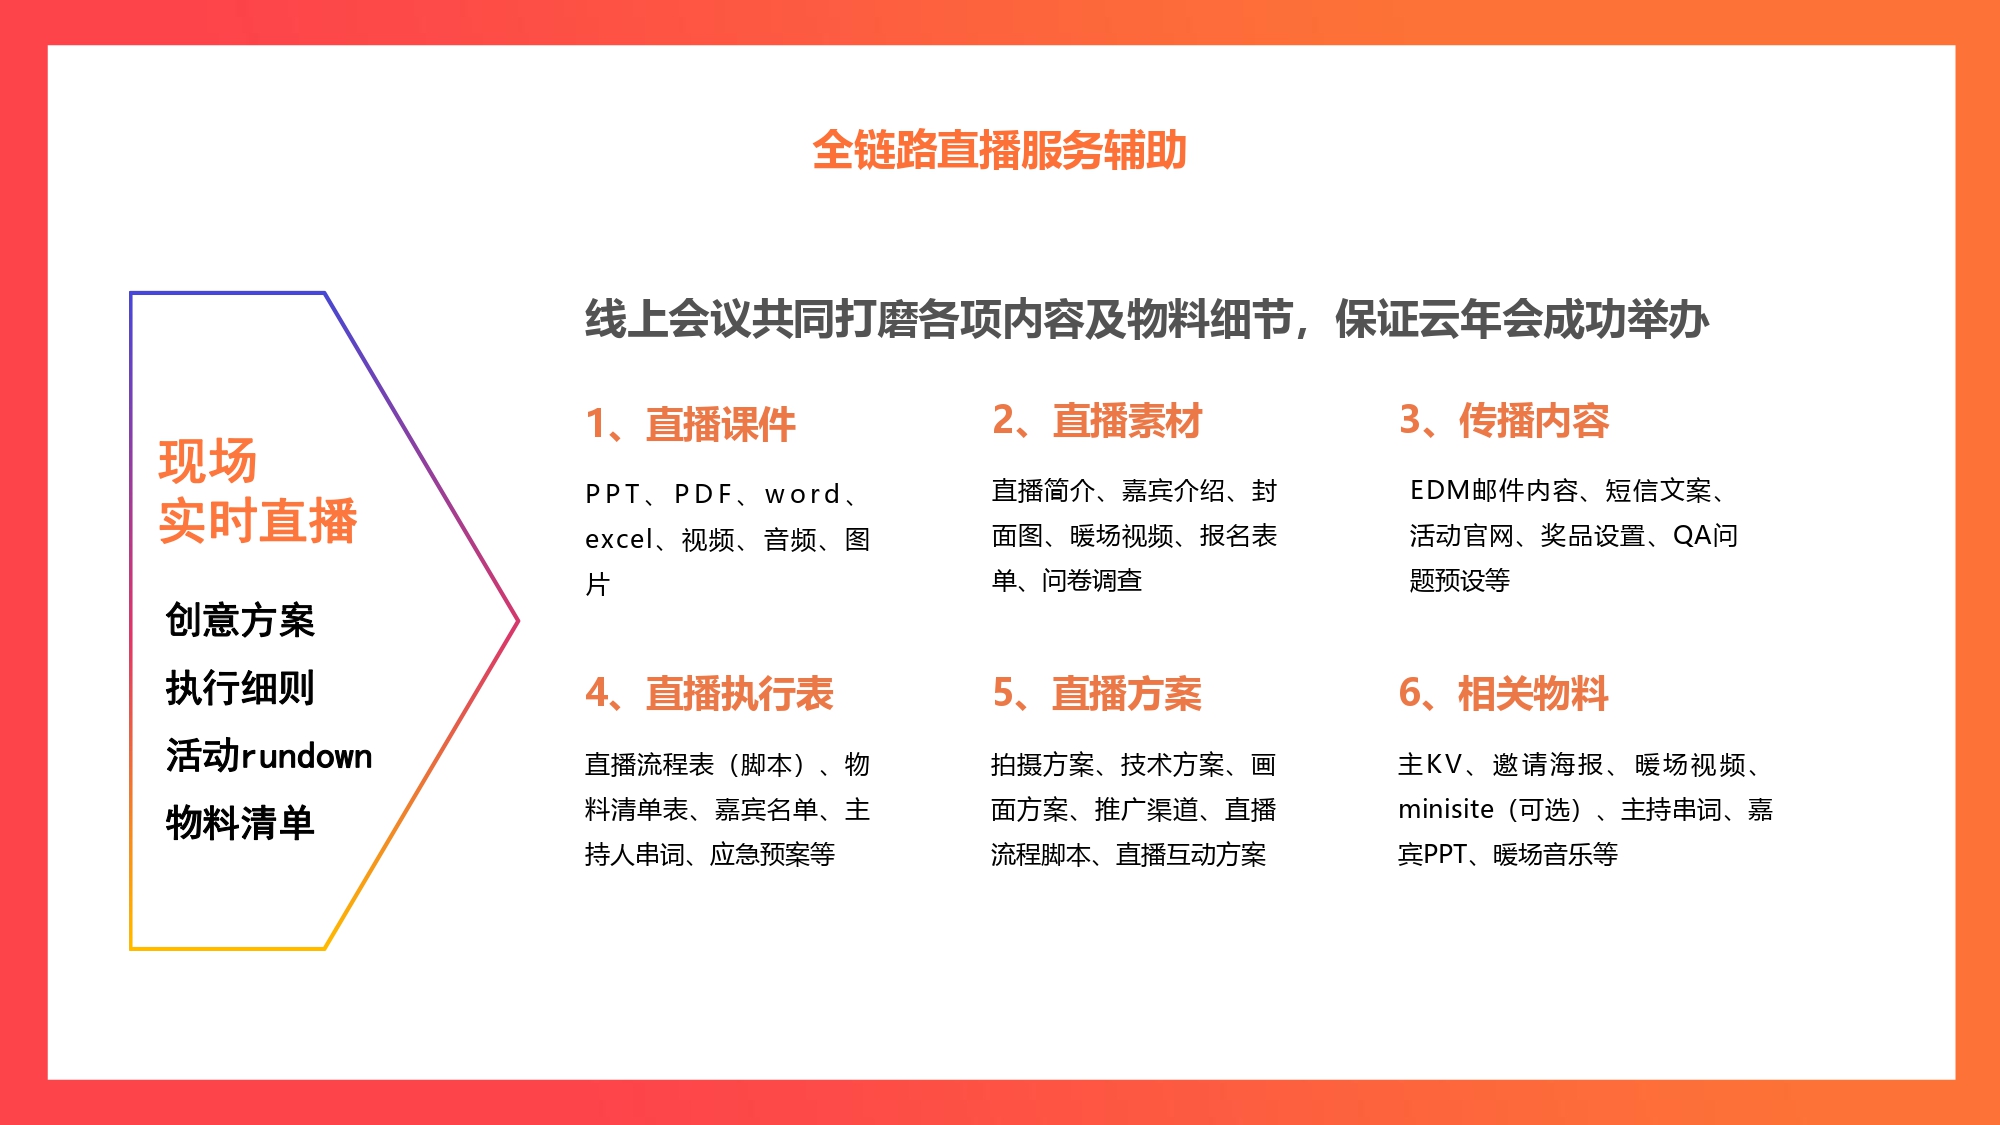 全链路直播服务辅助
现场
实时直播
创意方案
执行细则
活动rundown
物料清单
线上会议共同打磨各项内容及物料细节，保证云年会成功举办
1、直播课件
PPT、PDF、word、
excel、视频、音频、图
片
2、直播素材
直播简介、嘉宾介绍、封
面图、暖场视频、报名表
单、问卷调查
3、传播内容
EDM邮件内容、短信文案、
活动官网、奖品设置、QA问
题预设等
4、直播执行表
直播流程表（脚本）、物
料清单表、嘉宾名单、主
持人串词、应急预案等
5、直播方案
拍摄方案、技术方案、画
面方案、推广渠道、直播
流程脚本、直播互动方案
6、相关物料
主KV、邀请海报、暖场视频、
minisite（可选）、主持串词、嘉
宾PPT、暖场音乐等